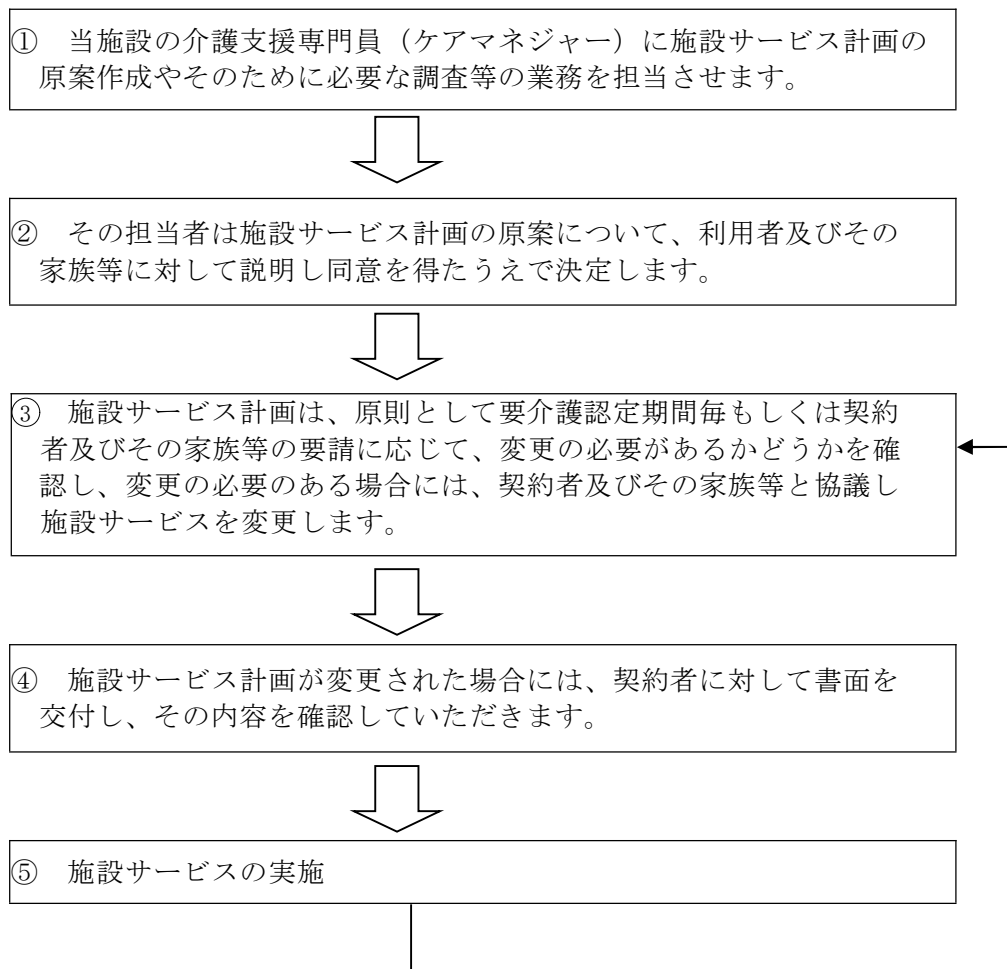 ①　当施設の介護支援専門員（ケアマネジャー）に施設サービス計画の
原案作成やそのために必要な調査等の業務を担当させます。
②　その担当者は施設サービス計画の原案について、利用者及びその
家族等に対して説明し同意を得たうえで決定します。
③　施設サービス計画は、原則として要介護認定期間毎もしくは契約
者及びその家族等の要請に応じて、変更の必要があるかどうかを確
認し、変更の必要のある場合には、契約者及びその家族等と協議し
施設サービスを変更します。
④　施設サービス計画が変更された場合には、契約者に対して書面を
交付し、その内容を確認していただきます。
⑤　施設サービスの実施